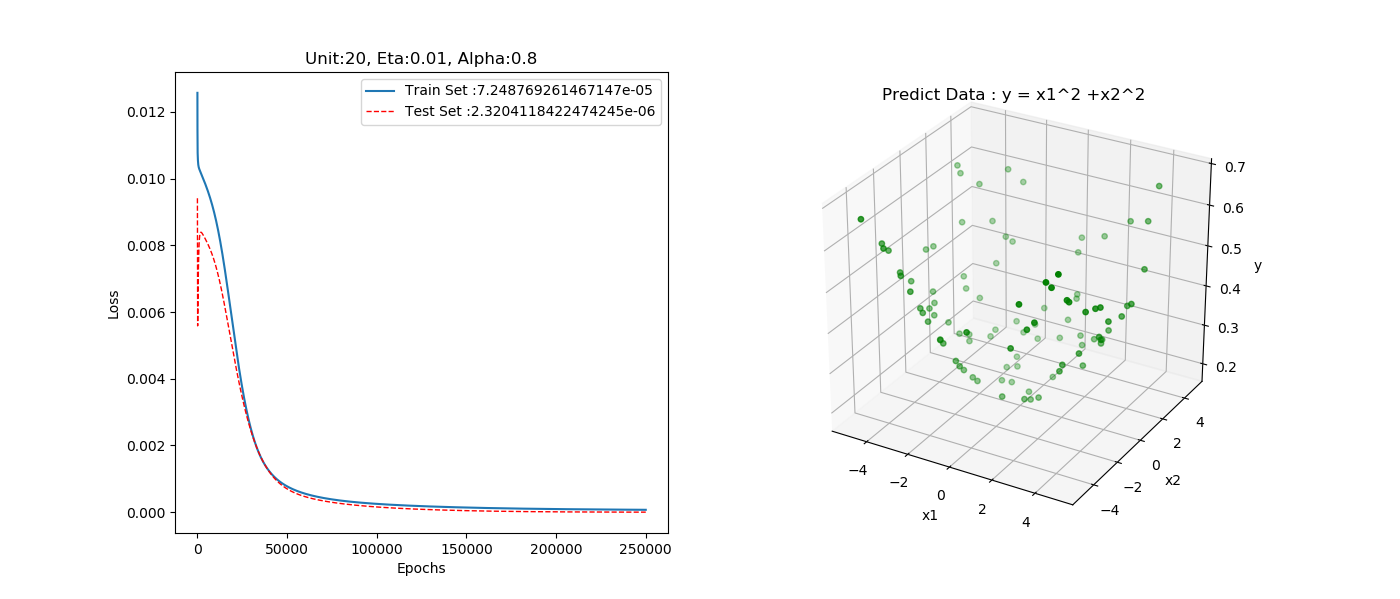 Unit:20, Eta:0.01, Alpha:0.8
Train Set :7.248769261467147e-05
Test Set :2.3204118422474245e-06
0.012
0.010
0.008
0.006
0.004
0.002
0.000
Loss
0 50000 100000 150000 200000 250000
Epochs
Predict Data : y = x1^2 +x2^2
0.7
0.6
0.5
0.4
0.3
0.2
y
−4 −2 0 2 4
x1
−4 −2 0 2 4
x2